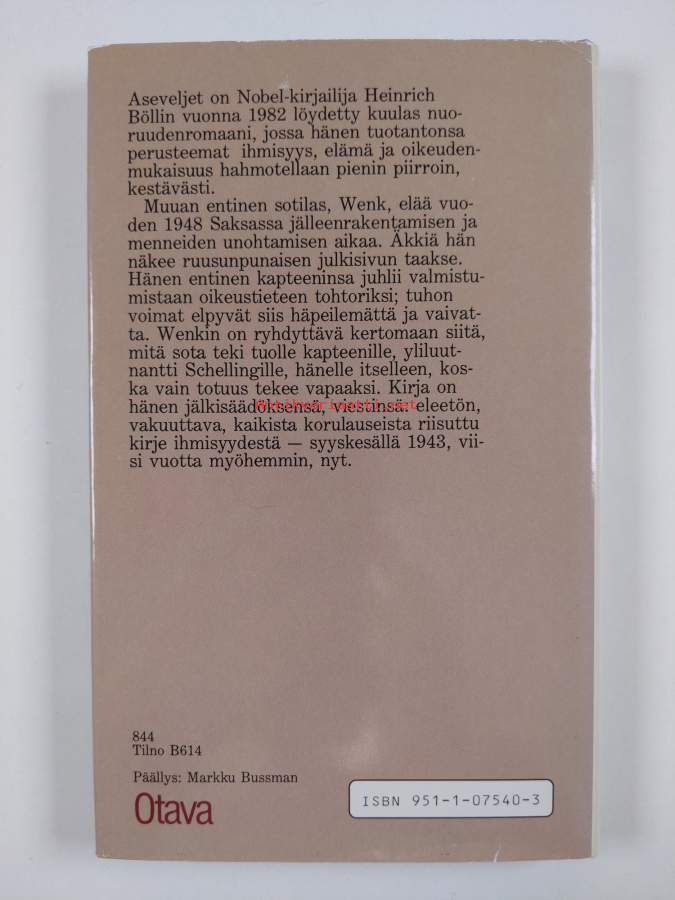 Aseveljet on Nobel-kirjailija Heinrich
Böllin vuonna 1982 löydetty kuulas nuo-
ruudenromaani, jossa hänen tuotantonsa
perusteemat ihmisyys, elämä ja oikeuden-
mukaisuus hahmotellaan pienin piirroin,
kestävästi.
Muuan entinen sotilas, Wenk, elää vuo-
den 1948 Saksassa jälleenrakentamisen ja
menneiden unohtamisen aikaa. Äkkiä hän
näkee ruusunpunaisen julkisivun taakse.
Hänen entinen kapteeninsa juhlii valmistu-
mistaan oikeustieteen tohtoriksi; tuhon
voimat elpyvät siis häpeilemättä ja vaivat-
ta. Wenkin on ryhdyttävä kertomaan siitä,
mitä sota teki tuolle kapteenille, yliluut-
nantti Schellingille, hänelle itselleen, kos-
ka vain totuus tekee vapaaksi. Kirja on
hänen jälkisäädöksensä, viestinsä: eleetön,
vakuuttava, kaikista korulauseista riisuttu
kirje ihmisyydestä — syyskesällä 1943, vii-
si vuotta myöhemmin, nyt.
844
Tilno B614
Päällys: Markku Bussman
Otava
ISBN 951-1-07540-3